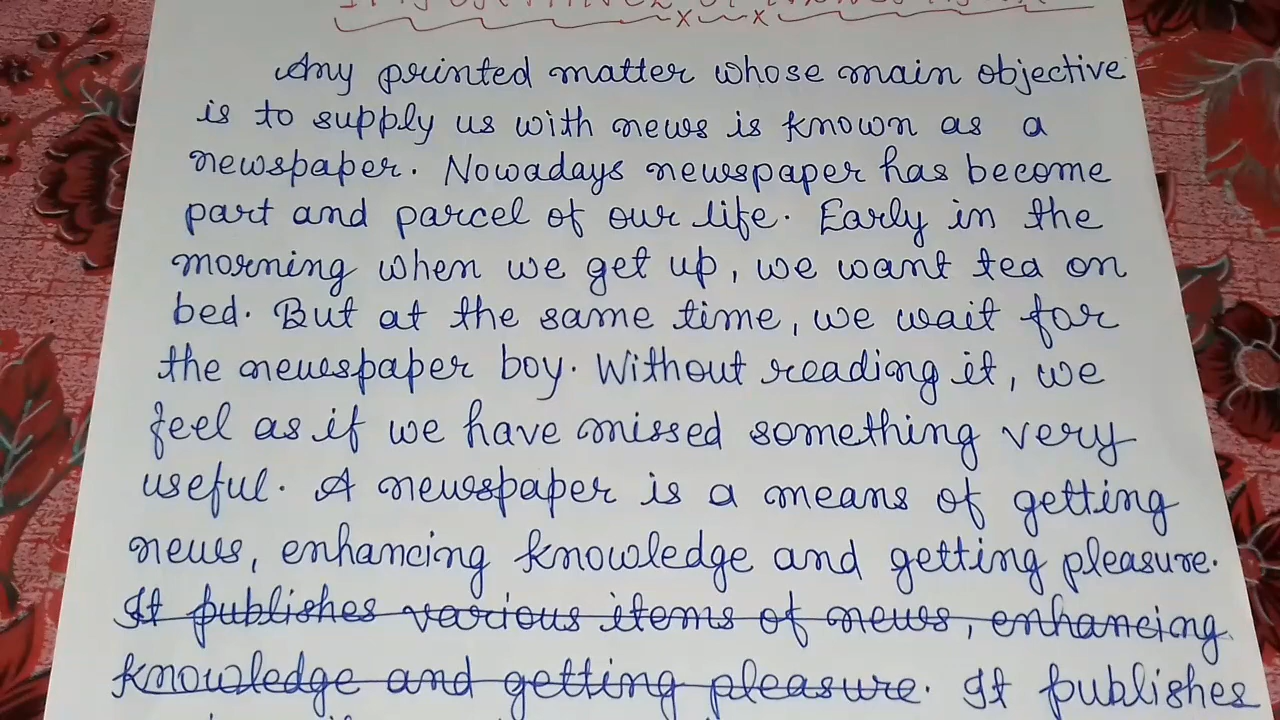 Any printed matter whose main objective
is to supply us with news is known as a
newspaper. Nowadays newspaper has become
part and parcel of our life. Early in the
morning when we get up, we want tea on
bed. But at the same time, we wait for
the newspaper boy. Without reading it, we
feel as if we have missed something very
useful. A newspaper is a means of getting
news, enhancing knowledge and getting pleasure.
It publishes various items of news, enhancing
knowledge and getting pleasure. It publishes